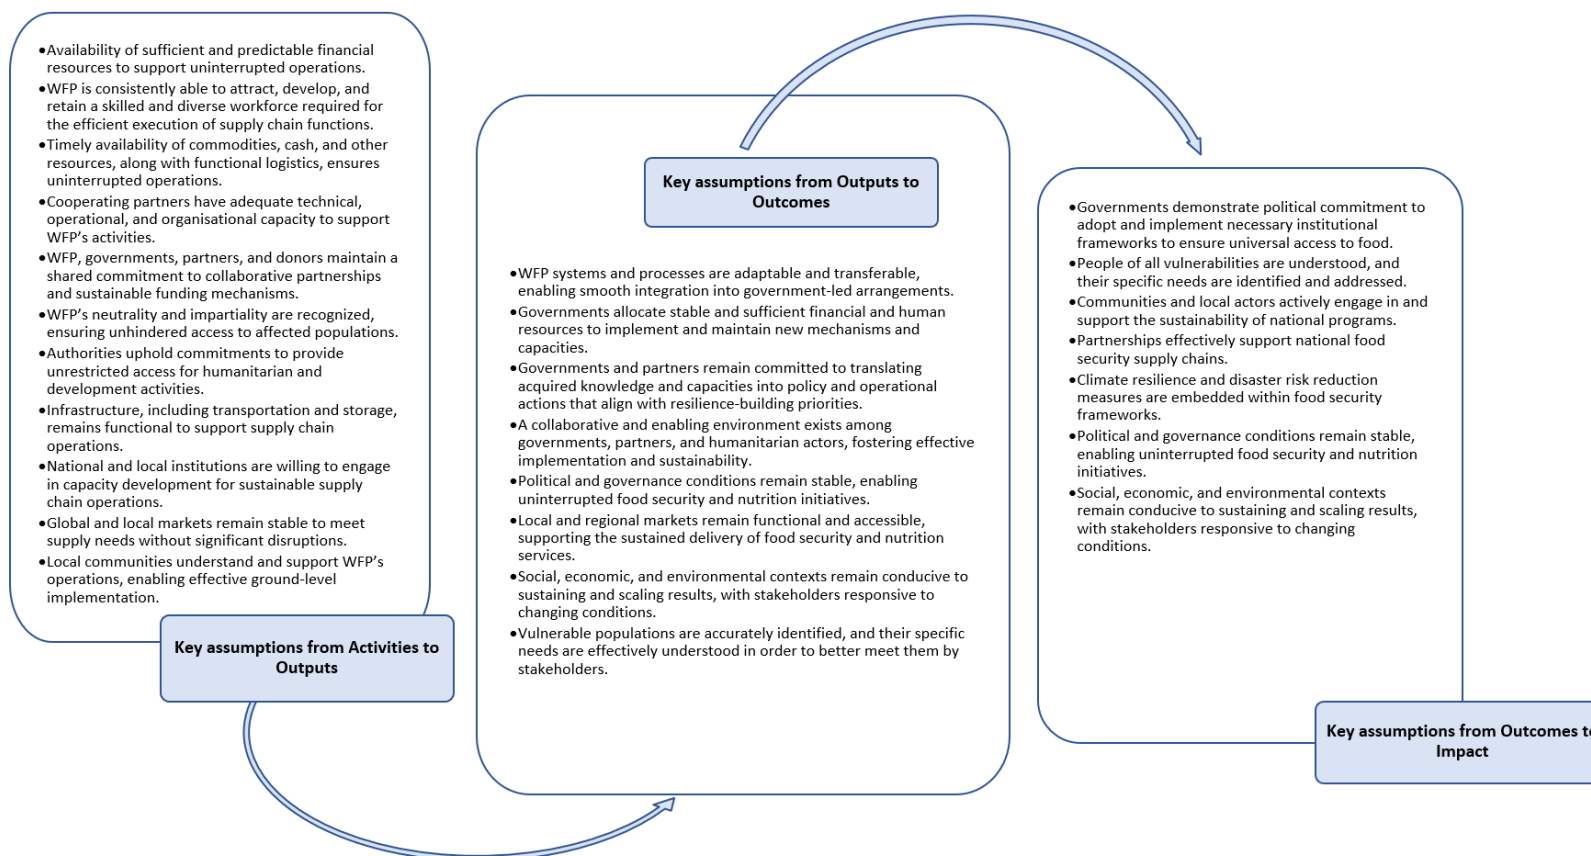 •Availability of sufficient and predictable financial
resources to support uninterrupted operations.
•WFP is consistently able to attract, develop, and
retain a skilled and diverse workforce required for
the efficient execution of supply chain functions.
•Timely availability of commodities, cash, and other
resources, along with functional logistics, ensures
uninterrupted operations.
•Cooperating partners have adequate technical,
operational, and organisational capacity to support
WFP’s activities.
•WFP, governments, partners, and donors maintain a
shared commitment to collaborative partnerships
and sustainable funding mechanisms.
•WFP’s neutrality and impartiality are recognized,
ensuring unhindered access to affected populations.
•Authorities uphold commitments to provide
unrestricted access for humanitarian and
development activities.
•Infrastructure, including transportation and storage,
remains functional to support supply chain
operations.
•National and local institutions are willing to engage
in capacity development for sustainable supply
chain operations.
•Global and local markets remain stable to meet
supply needs without significant disruptions.
•Local communities understand and support WFP’s
operations, enabling effective ground-level
implementation.
Key assumptions from Activities to
Outputs
Key assumptions from Outputs to
Outcomes
•WFP systems and processes are adaptable and transferable,
enabling smooth integration into government-led arrangements.
•Governments allocate stable and sufficient financial and human
resources to implement and maintain new mechanisms and
capacities.
•Governments and partners remain committed to translating
acquired knowledge and capacities into policy and operational
actions that align with resilience-building priorities.
•A collaborative and enabling environment exists among
governments, partners, and humanitarian actors, fostering effective
implementation and sustainability.
•Political and governance conditions remain stable, enabling
uninterrupted food security and nutrition initiatives.
•Local and regional markets remain functional and accessible,
supporting the sustained delivery of food security and nutrition
services.
•Social, economic, and environmental contexts remain conducive to
sustaining and scaling results, with stakeholders responsive to
changing conditions.
•Vulnerable populations are accurately identified, and their specific
needs are effectively understood in order to better meet them by
stakeholders.
•Governments demonstrate political commitment to
adopt and implement necessary institutional
frameworks to ensure universal access to food.
•People of all vulnerabilities are understood, and
their specific needs are identified and addressed.
•Communities and local actors actively engage in and
support the sustainability of national programs.
•Partnerships effectively support national food
security supply chains.
•Climate resilience and disaster risk reduction
measures are embedded within food security
frameworks.
•Political and governance conditions remain stable,
enabling uninterrupted food security and nutrition
initiatives.
•Social, economic, and environmental contexts
remain conducive to sustaining and scaling results,
with stakeholders responsive to changing
conditions.
Key assumptions from Outcomes to
Impact